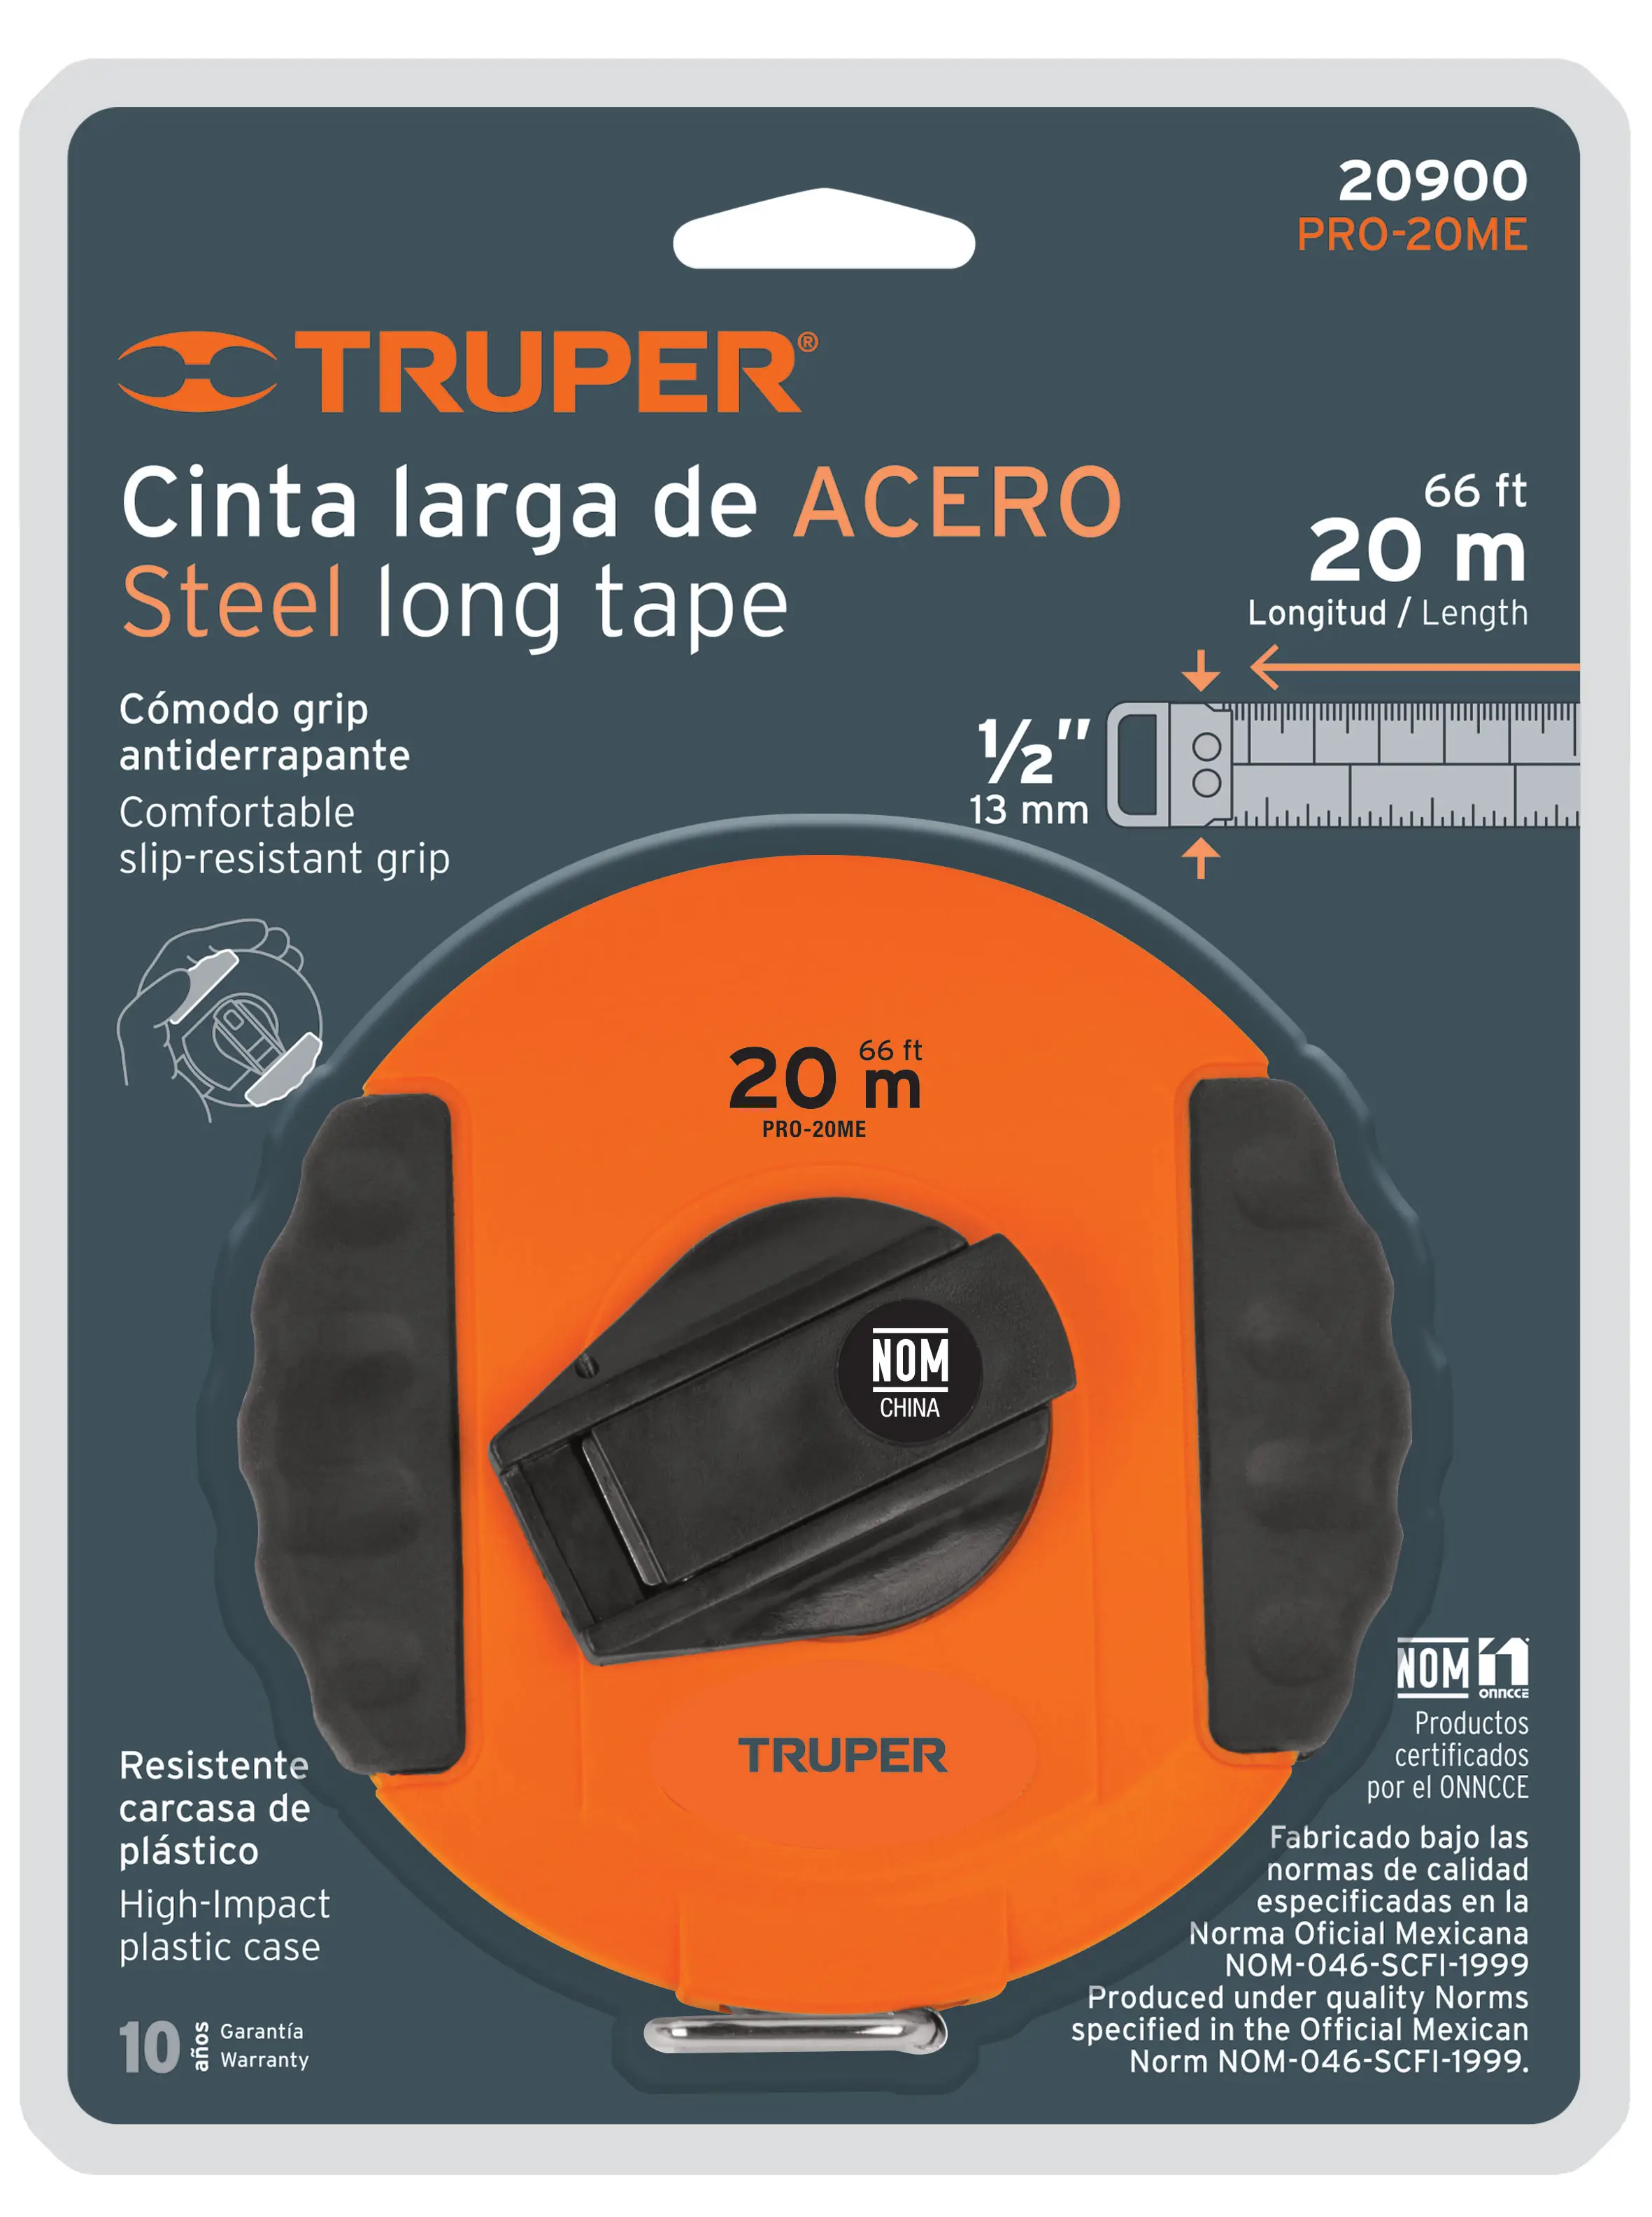 20900
PRO-20ME
TRUPER®
Cinta larga de ACERO
Steel long tape
66 ft
20 m
Longitud / Length
Cómodo grip
antiderrapante
Comfortable
slip-resistant grip
1/2"
13 mm
66 ft
20 m
PRO-20ME
NOM
CHINA
TRUPER
NOM
onncce
Productos
certificados
por el ONNCCE
Resistente
carcasa de
plástico
High-Impact
plastic case
Fabricado bajo las
normas de calidad
especificadas en la
Norma Oficial Mexicana
NOM-046-SCFI-1999
Produced under quality Norms
specified in the Official Mexican
Norm NOM-046-SCFI-1999.
10 años
Garantía
Warranty